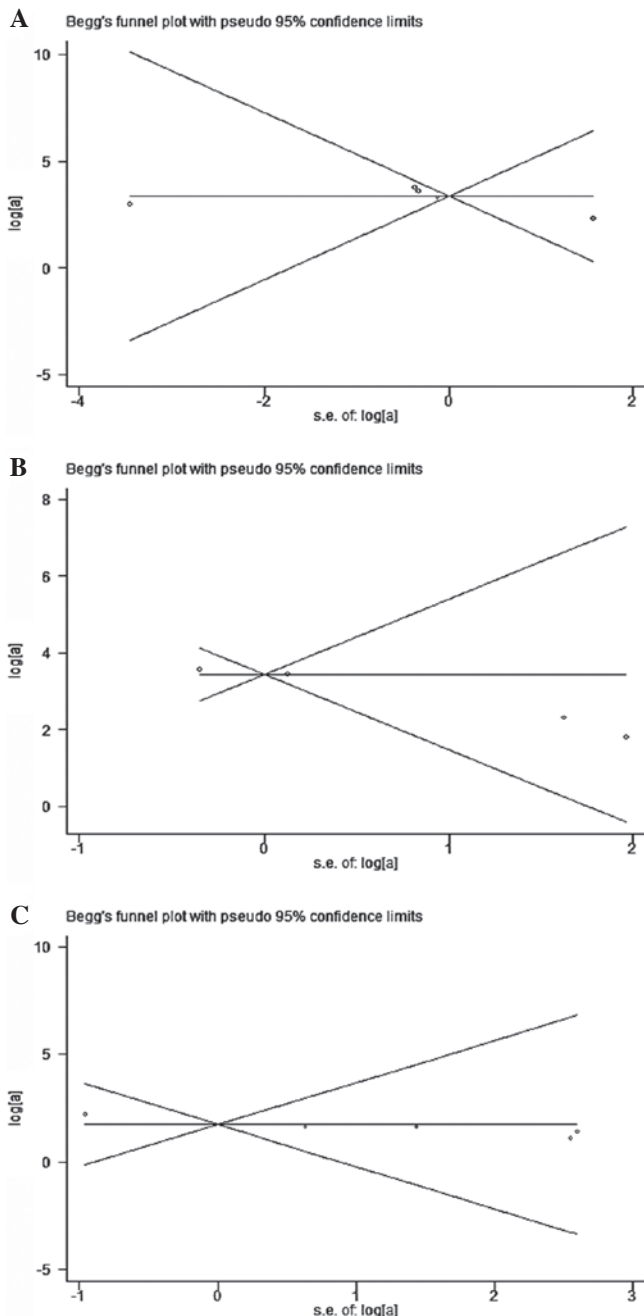 A
Begg's funnel plot with pseudo 95% confidence limits
10
5
0
-5
log[a]
-4
-2
0
2
s.e. of: log[a]
B
Begg's funnel plot with pseudo 95% confidence limits
8
6
4
2
0
log[a]
-1
0
1
2
s.e. of: log[a]
C
Begg's funnel plot with pseudo 95% confidence limits
10
5
0
-5
log[a]
-1
0
1
2
3
s.e. of: log[a]